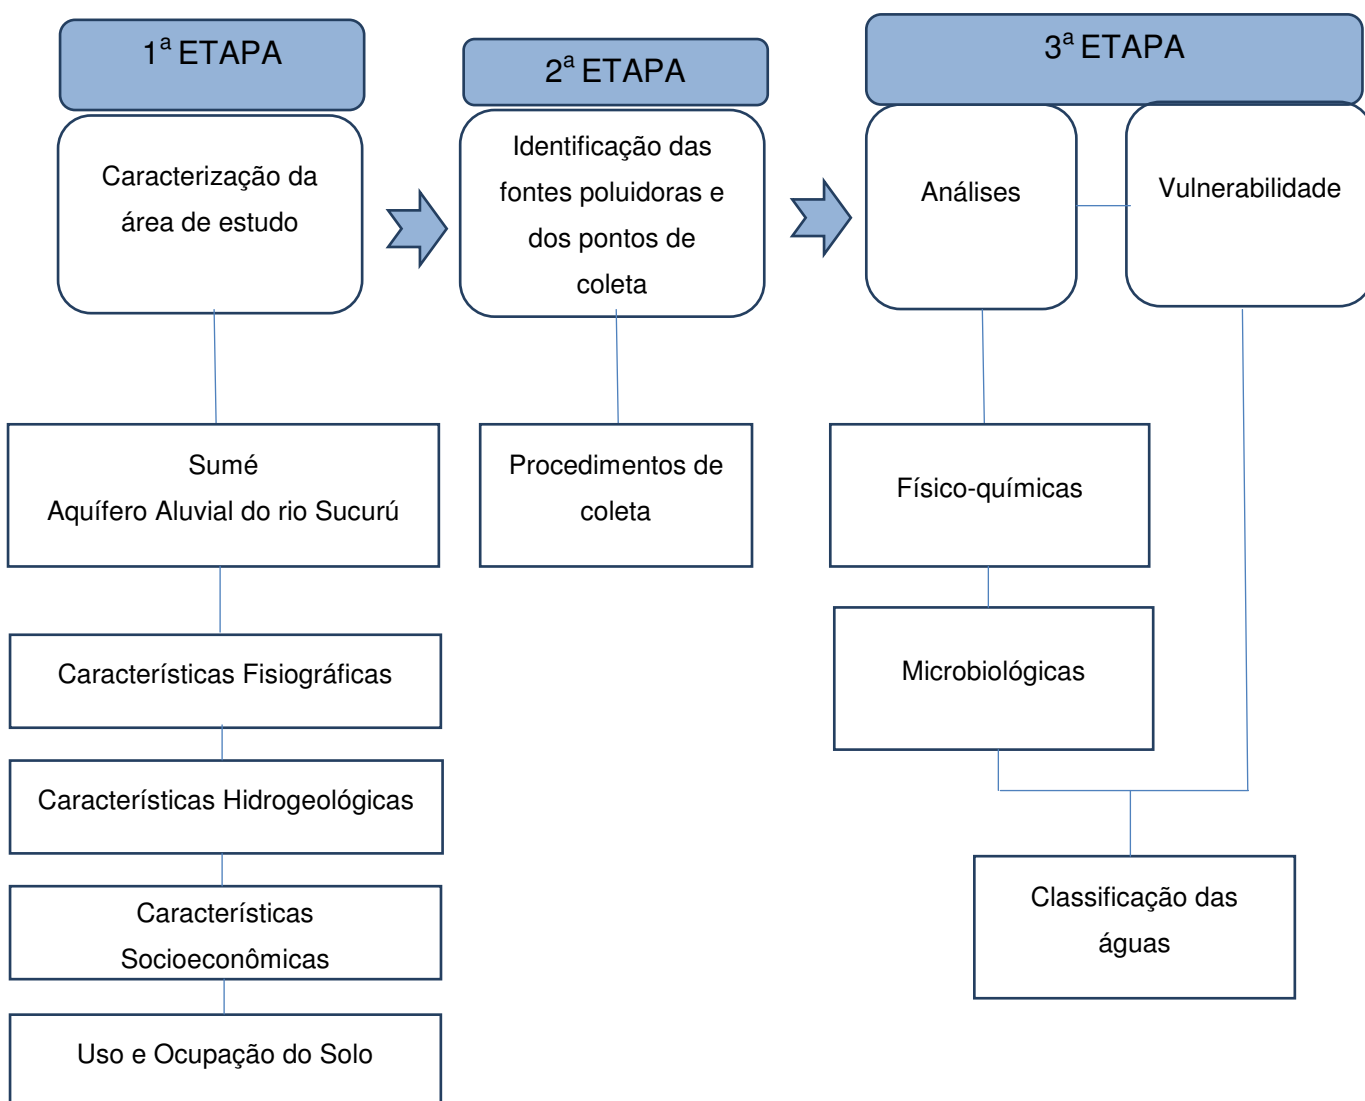 1ª ETAPA
Caracterização da
área de estudo
Sumé
Aquífero Aluvial do rio Sucurú
Características Fisiográficas
Características Hidrogeológicas
Características
Socioeconômicas
Uso e Ocupação do Solo
2ª ETAPA
Identificação das
fontes poluidoras e
dos pontos de
coleta
Procedimentos de
coleta
3ª ETAPA
Análises
Vulnerabilidade
Físico-químicas
Microbiológicas
Classificação das
águas